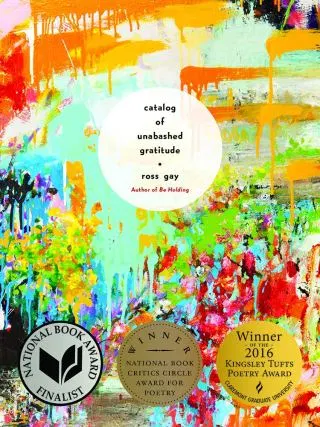 catalog
of
unabashed
gratitude
•
ross gay
Author of Be Holding
NATIONAL BOOK AWARD
FINALIST
WINNER
NATIONAL BOOK
CRITICS CIRCLE
AWARD FOR
POETRY
Winner
OF THE
2016
KINGSLEY TUFTS
POETRY AWARD
CLAREMONT GRADUATE UNIVERSITY